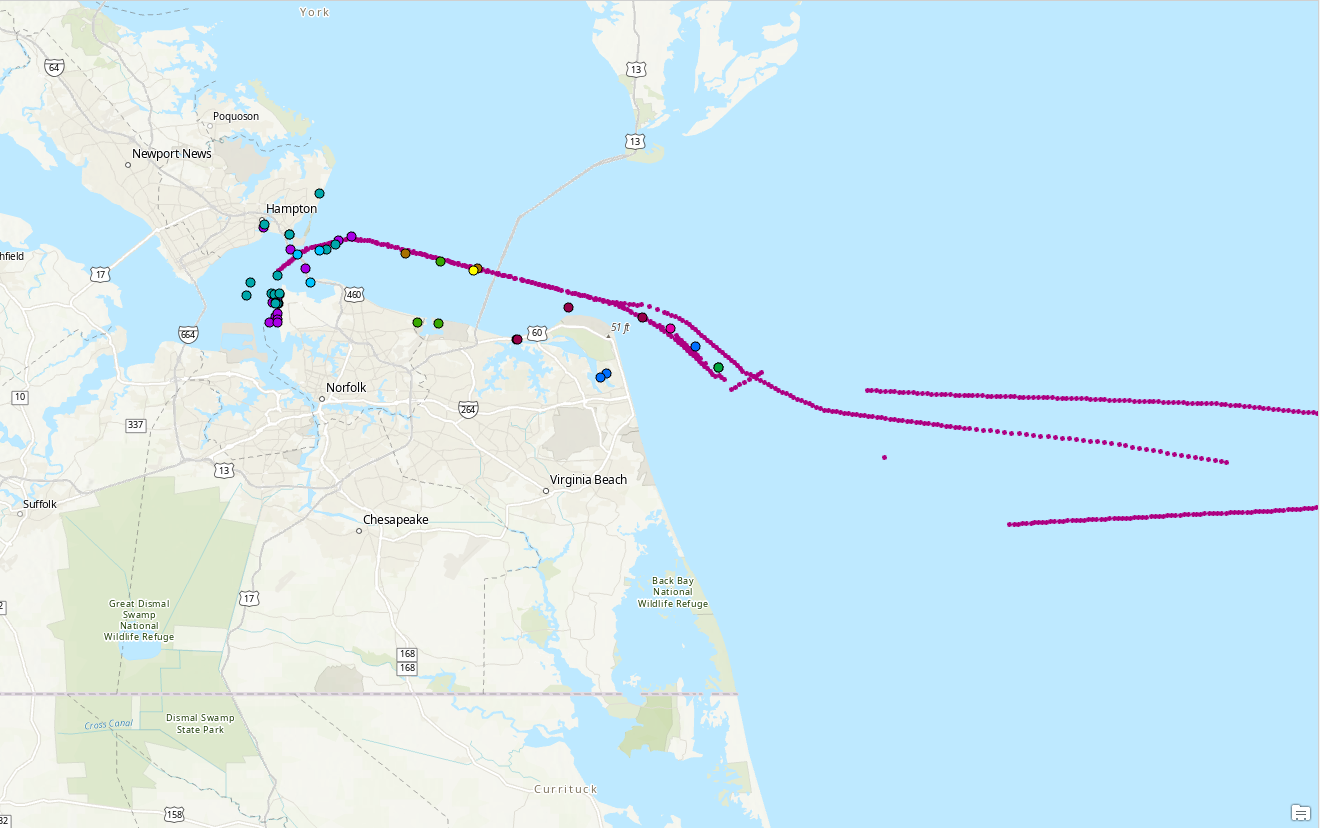 York
64
13
Poquoson
13
Newport News
Hampton
hfield
17
460
51 ft
60
664
Norfolk
10
264
337
13
Virginia Beach
Suffolk
Chesapeake
Back Bay
National
Wildlife Refuge
17
Great Dismal
Swamp
National
Wildlife Refuge
2
168
168
Dismal Swamp
State Park
Cross Canal
Currituck
158
32